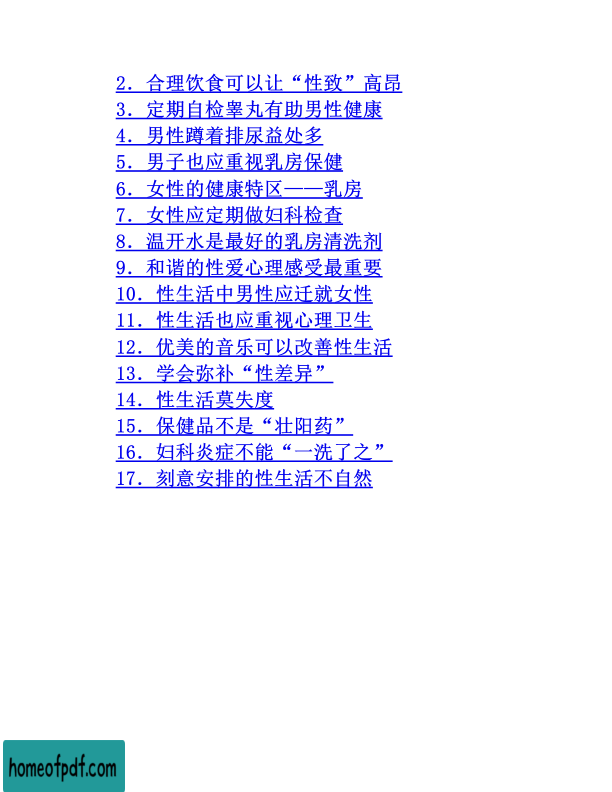 2．合理饮食可以让“性致”高昂
3．定期自检睾丸有助男性健康
4．男性蹲着排尿益处多
5．男子也应重视乳房保健
6．女性的健康特区——乳房
7．女性应定期做妇科检查
8．温开水是最好的乳房清洗剂
9．和谐的性爱心理感受最重要
10．性生活中男性应迁就女性
11．性生活也应重视心理卫生
12．优美的音乐可以改善性生活
13．学会弥补“性差异”
14．性生活莫失度
15．保健品不是“壮阳药”
16．妇科炎症不能“一洗了之”
17．刻意安排的性生活不自然
homeofpdf.com